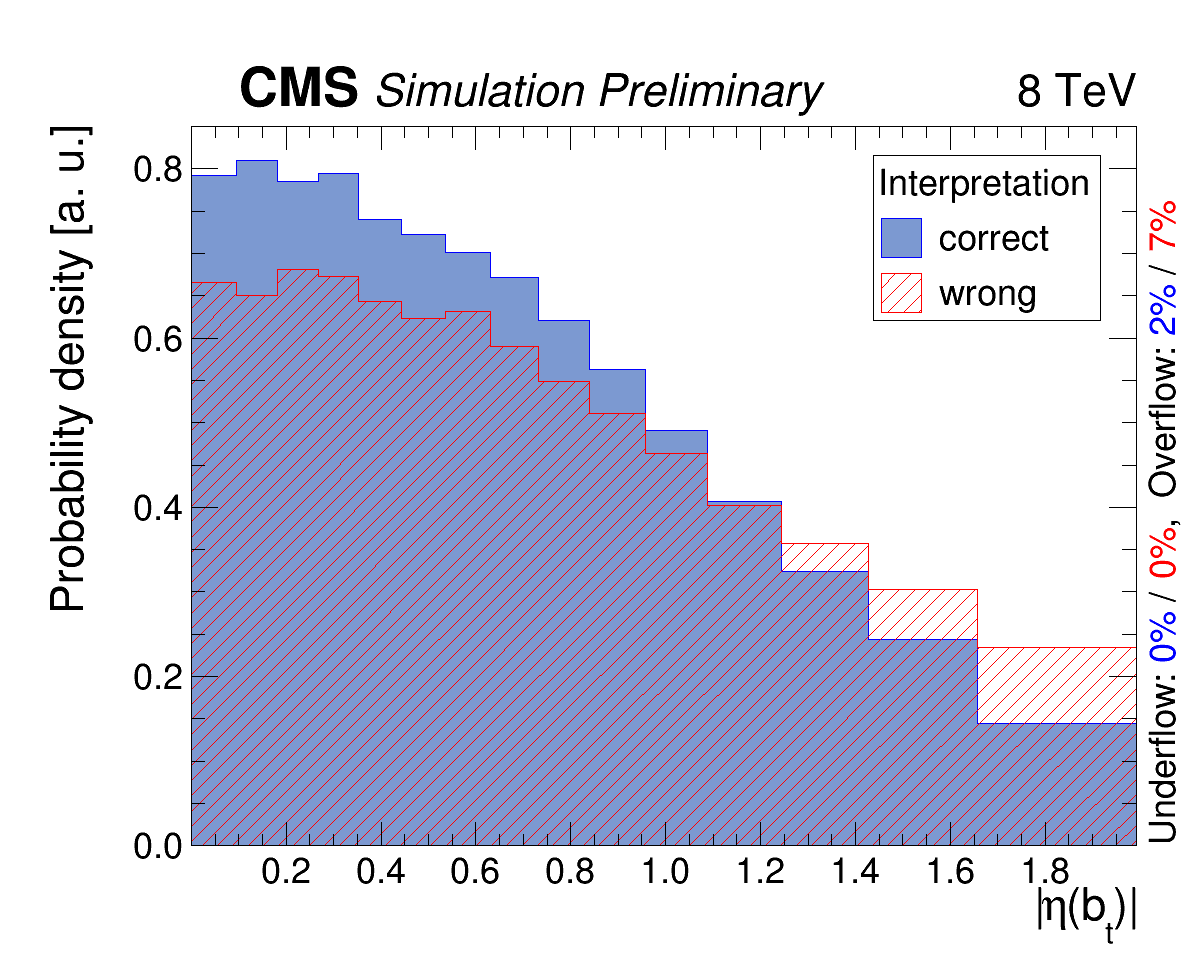 CMS Simulation Preliminary 8 TeV
Probability density [a. u.]
0.8
0.6
0.4
0.2
0.0
Interpretation
correct
wrong
0.2 0.4 0.6 0.8 1.0 1.2 1.4 1.6 1.8
|η(b_t)|
Underflow: 0% / 0%, Overflow: 2% / 7%